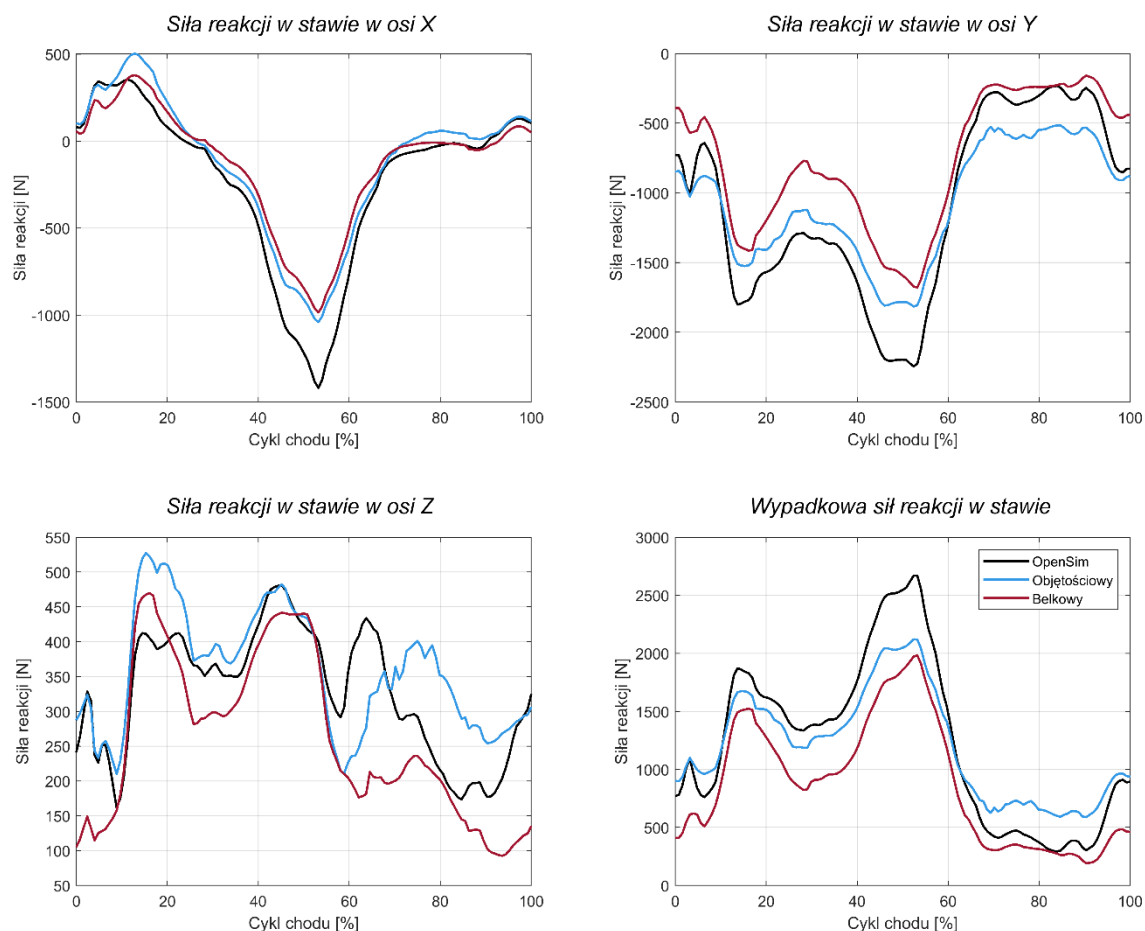 Siła reakcji w stawie w osi X
500
0
-500
-1000
-1500
Siła reakcji [N]
0 20 40 60 80 100
Cykl chodu [%]
Siła reakcji w stawie w osi Y
0
-500
-1000
-1500
-2000
-2500
Siła reakcji [N]
0 20 40 60 80 100
Cykl chodu [%]
Siła reakcji w stawie w osi Z
550
500
450
400
350
300
250
200
150
100
50
Siła reakcji [N]
0 20 40 60 80 100
Cykl chodu [%]
Wypadkowa sił reakcji w stawie
3000
2500
2000
1500
1000
500
0
Siła reakcji [N]
OpenSim
Objętościowy
Belkowy
0 20 40 60 80 100
Cykl chodu [%]